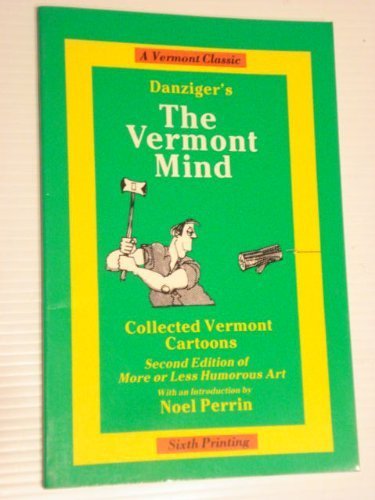 A Vermont Classic
Danziger's
The
Vermont
Mind
Collected Vermont
Cartoons
Second Edition of
More or Less Humorous Art
With an Introduction by
Noel Perrin
Sixth Printing